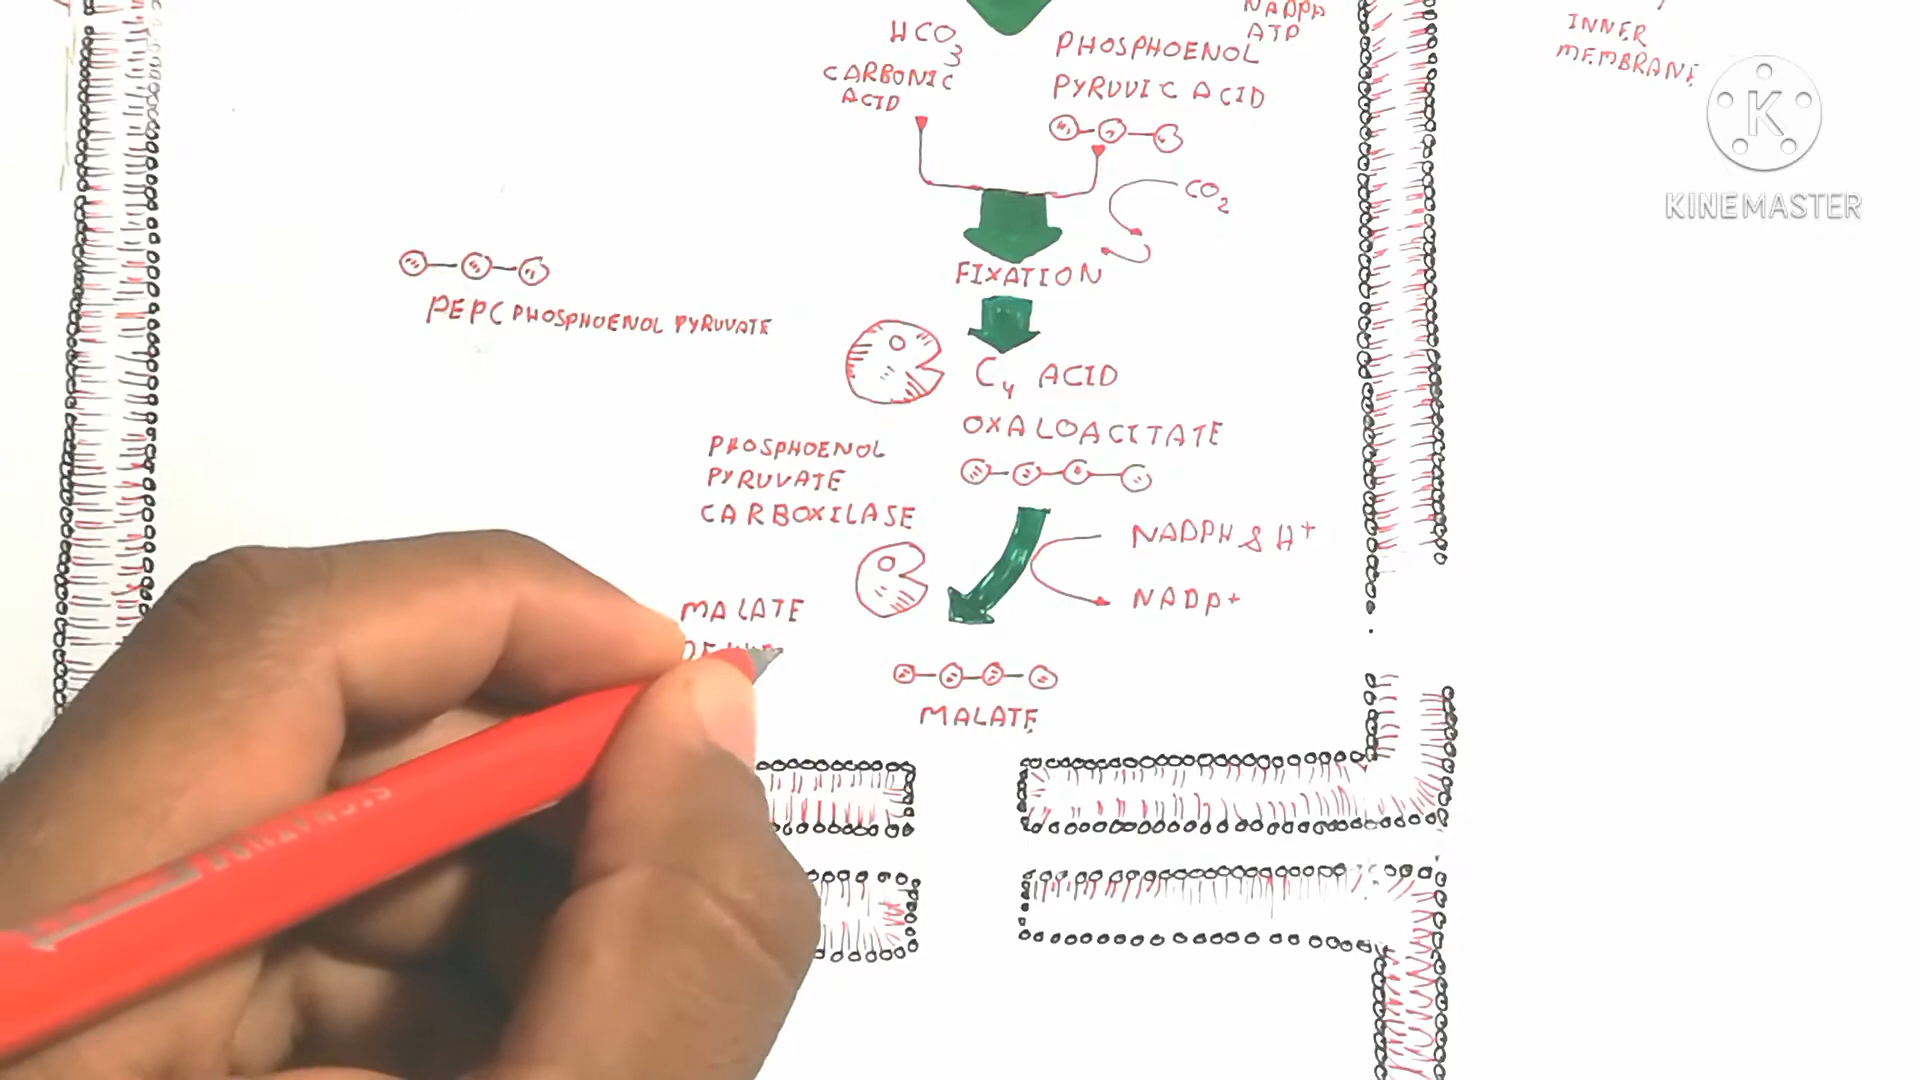 NADPH
ATP
HCO3
CARBONIC
ACID
PHOSPHOENOL
PYRUVIC ACID
INNER
MEMBRANE
K
KINEMASTER
CO2
FIXATION
PEPC PHOSPHOENOL PYRUVATE
C4 ACID
OXALOACITATE
PHOSPHOENOL
PYRUVATE
CARBOXILASE
NADPH & H+
NADP+
MALATE
MALATE